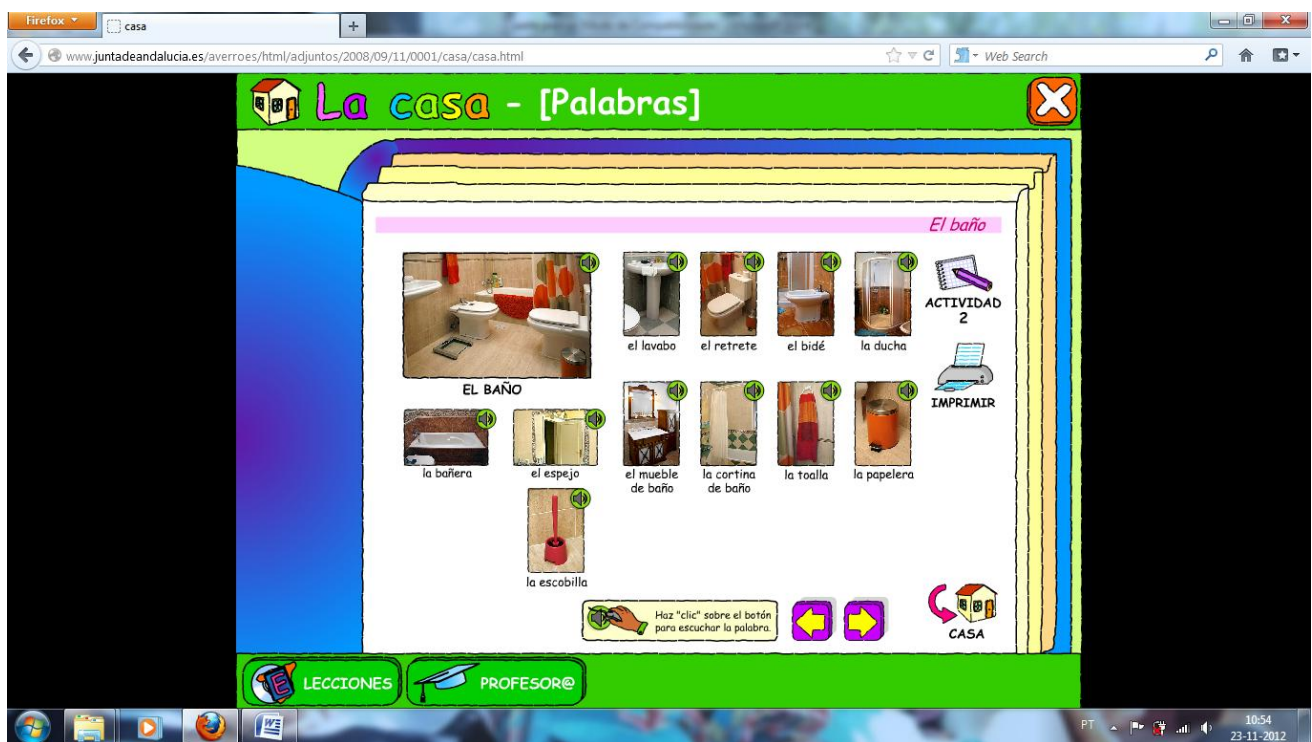 Firefox
casa
+
www.juntadeandalucia.es/averroes/html/adjuntos/2008/09/11/0001/casa/casa.html
Web Search
La casa - [Palabras]
El baño
EL BAÑO
el lavabo
el retrete
el bidé
la ducha
ACTIVIDAD
2
IMPRIMIR
la bañera
el espejo
el mueble
de baño
la cortina
de baño
la toalla
la papelera
la escobilla
Haz "clic" sobre el botón
para escuchar la palabra.
CASA
E
LECCIONES
PROFESOR@
W
PT
10:54
23-11-2012